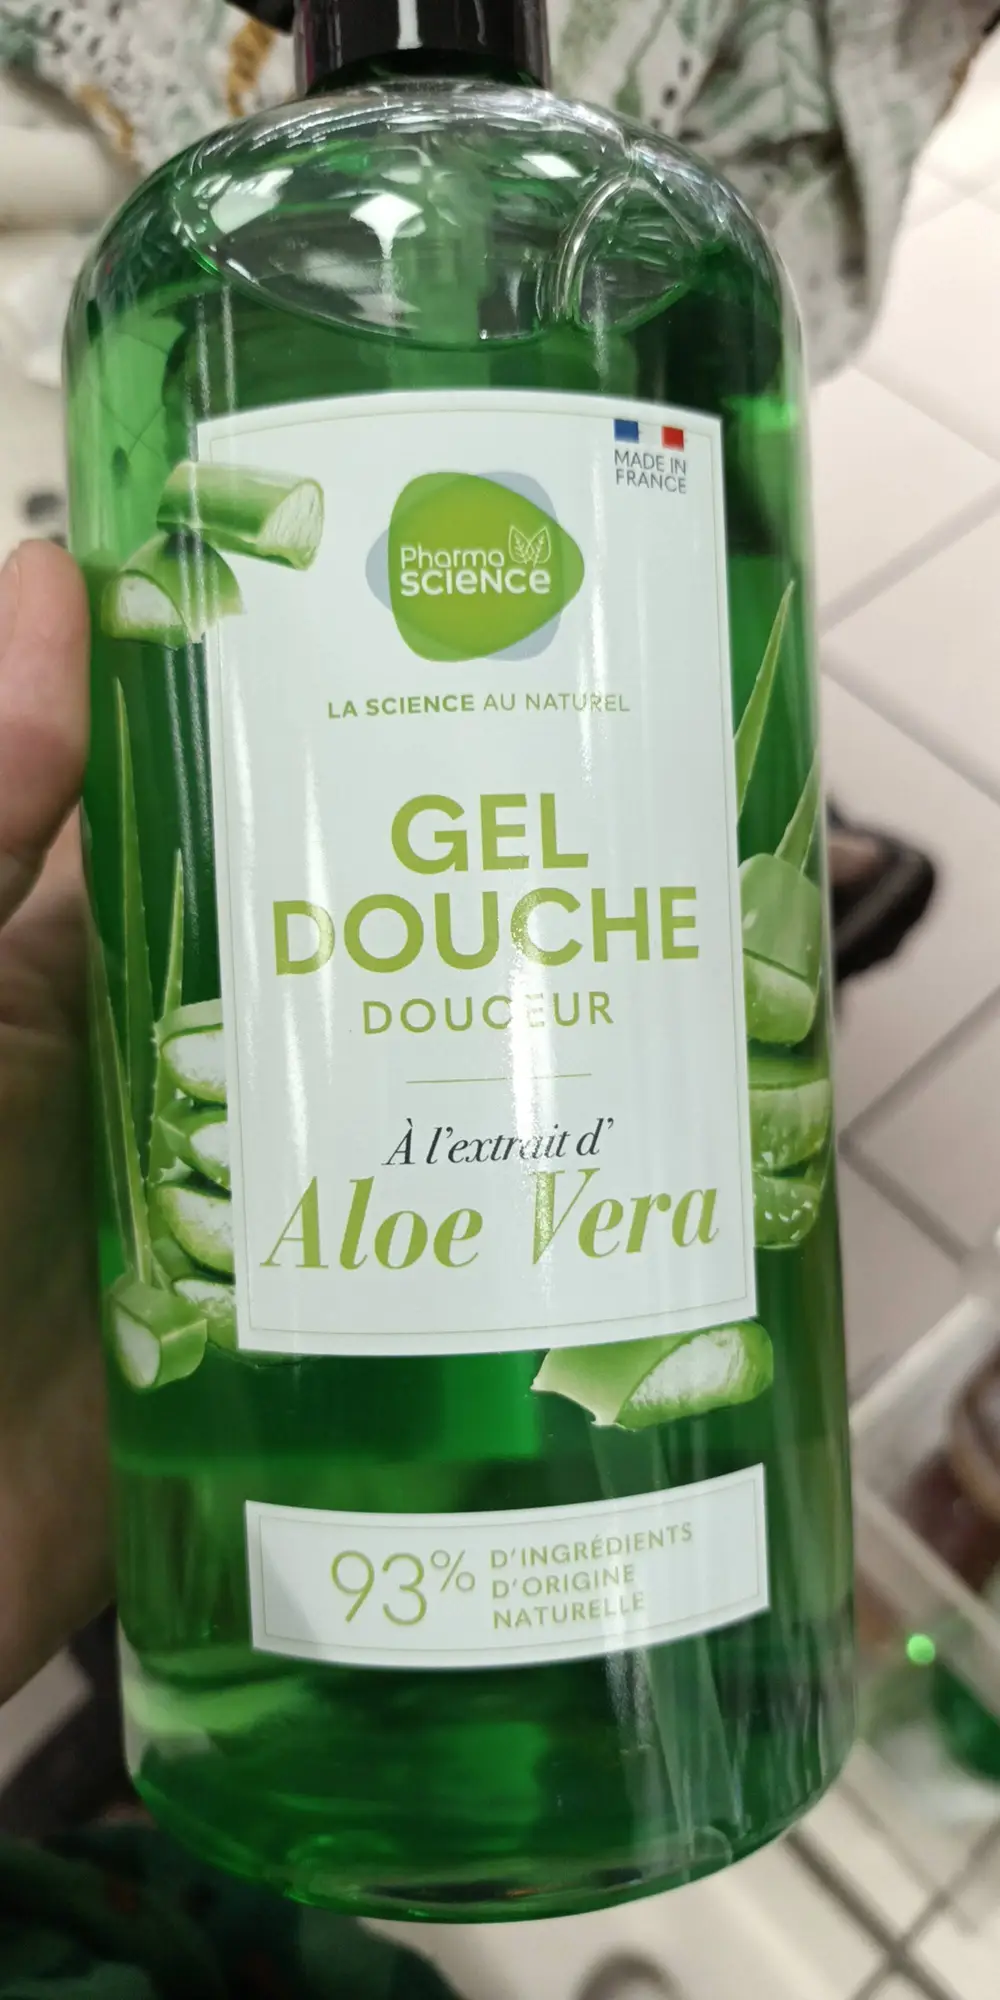 MADE IN
FRANCE
Pharma
SCIENCE
LA SCIENCE AU NATUREL
GEL
DOUCHE
DOUCEUR
À l'extrait d'
Aloe Vera
93% D'INGRÉDIENTS
D'ORIGINE
NATURELLE